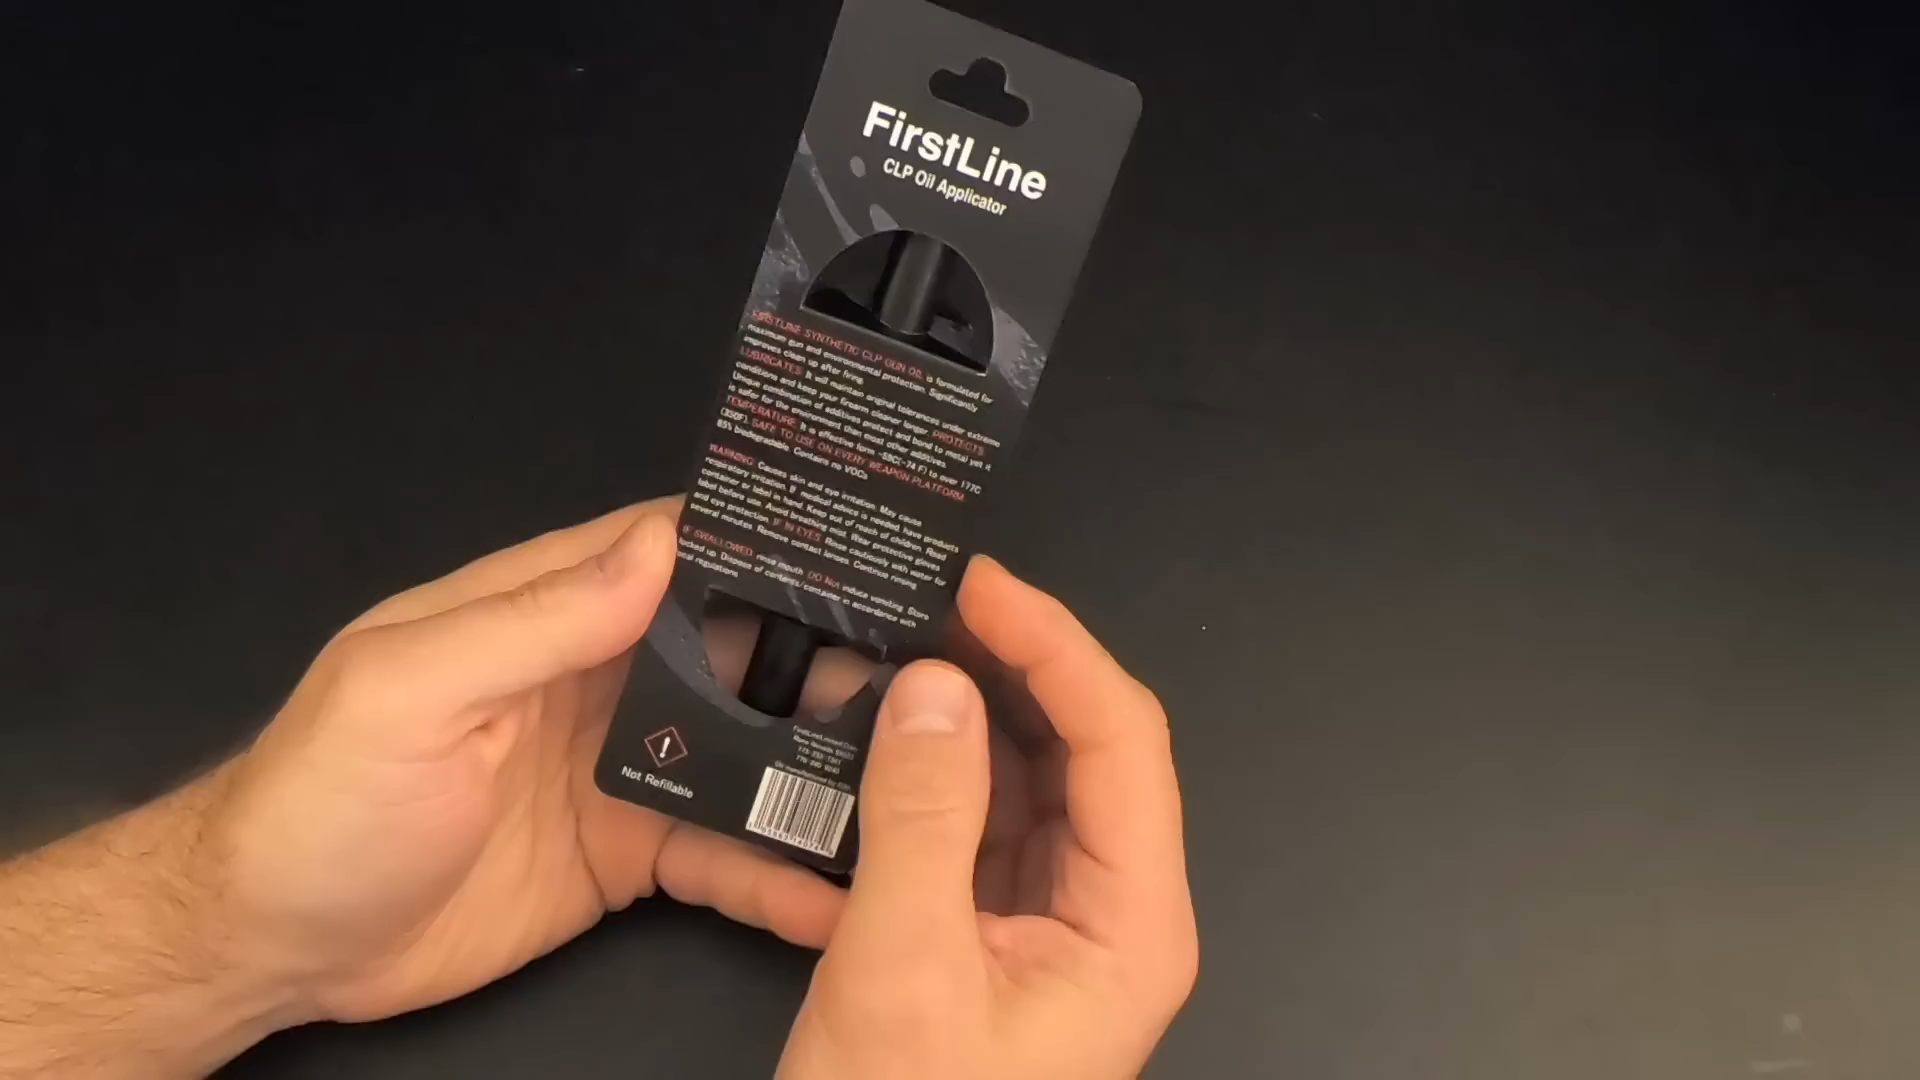 FirstLine
CLP Oil Applicator
FIRSTLINE SYNTHETIC CLP GUN OIL is formulated for
maximum gun and environmental protection. Significantly
improves clean up after firing.
LUBRICATES It will maintain original tolerances under extreme
conditions and keep your firearm cleaner longer. PROTECTS
Unique combination of additives protect and bond to metal yet it
is safer for the environment than most other additives.
TEMPERATURE It is effective form -59C(-74 F) to over 177C
(350F). SAFE TO USE ON EVERY WEAPON PLATFORM
85% biodegradable. Contains no VOCs
WARNING Causes skin and eye irritation. May cause
respiratory irritation. If medical advice is needed, have products
container or label in hand. Keep out of reach of children. Read
label before use. Avoid breathing mist. Wear protective gloves
and eye protection. IF IN EYES Rinse cautiously with water for
several minutes. Remove contact lenses. Continue rinsing
IF SWALLOWED rinse mouth. DO Not induce vomiting. Store
locked up. Dispose of contents/container in accordance with
local regulations
!
Not Refillable
Oil manufactured by